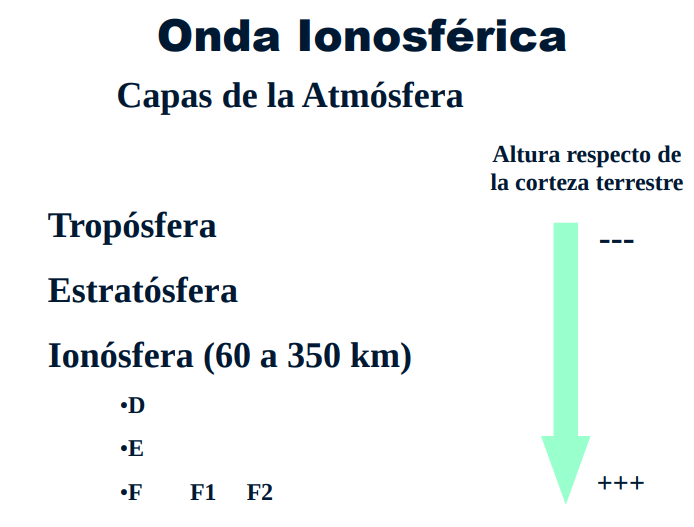 Onda Ionosférica
Capas de la Atmósfera
Altura respecto de
la corteza terrestre
Tropósfera
---
Estratósfera
Ionósfera (60 a 350 km)
•D
•E
•F F1 F2
+++